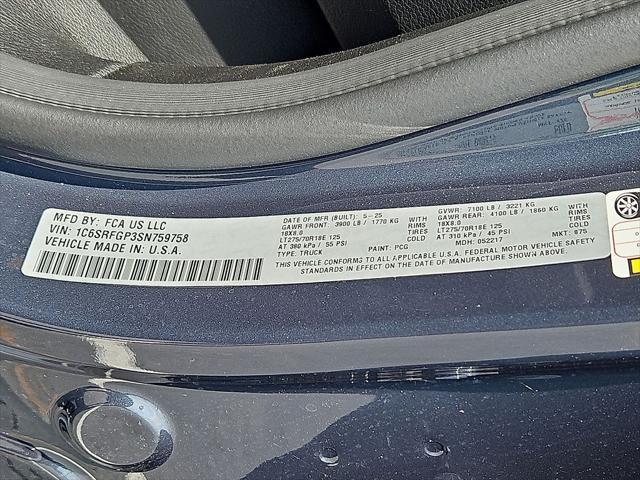 MFD BY: FCA US LLC
VIN: 1C6SRFGP3SN759758
VEHICLE MADE IN: U.S.A.
DATE OF MFR (BUILT): 5-25
GAWR FRONT: 3900 LB / 1770 KG WITH
18X8.0 RIMS
LT275/70R18E 125 TIRES
AT 380 kPa / 55 PSI COLD
TYPE: TRUCK PAINT: PCG
GVWR: 7100 LB / 3221 KG
GAWR REAR: 4100 LB / 1860 KG WITH
18X8.0 RIMS
LT275/70R18E 125 TIRES
AT 310 kPa / 45 PSI COLD
MDH: 052217 MKT: 875
THIS VEHICLE CONFORMS TO ALL APPLICABLE U.S.A. FEDERAL MOTOR VEHICLE SAFETY
STANDARDS IN EFFECT ON THE DATE OF MANUFACTURE SHOWN ABOVE.